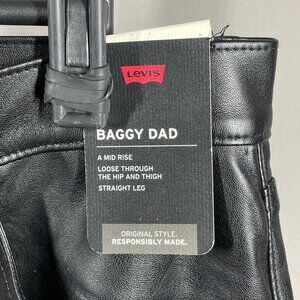 Levi's
BAGGY DAD
A MID RISE
LOOSE THROUGH
THE HIP AND THIGH
STRAIGHT LEG
ORIGINAL STYLE.
RESPONSIBLY MADE.